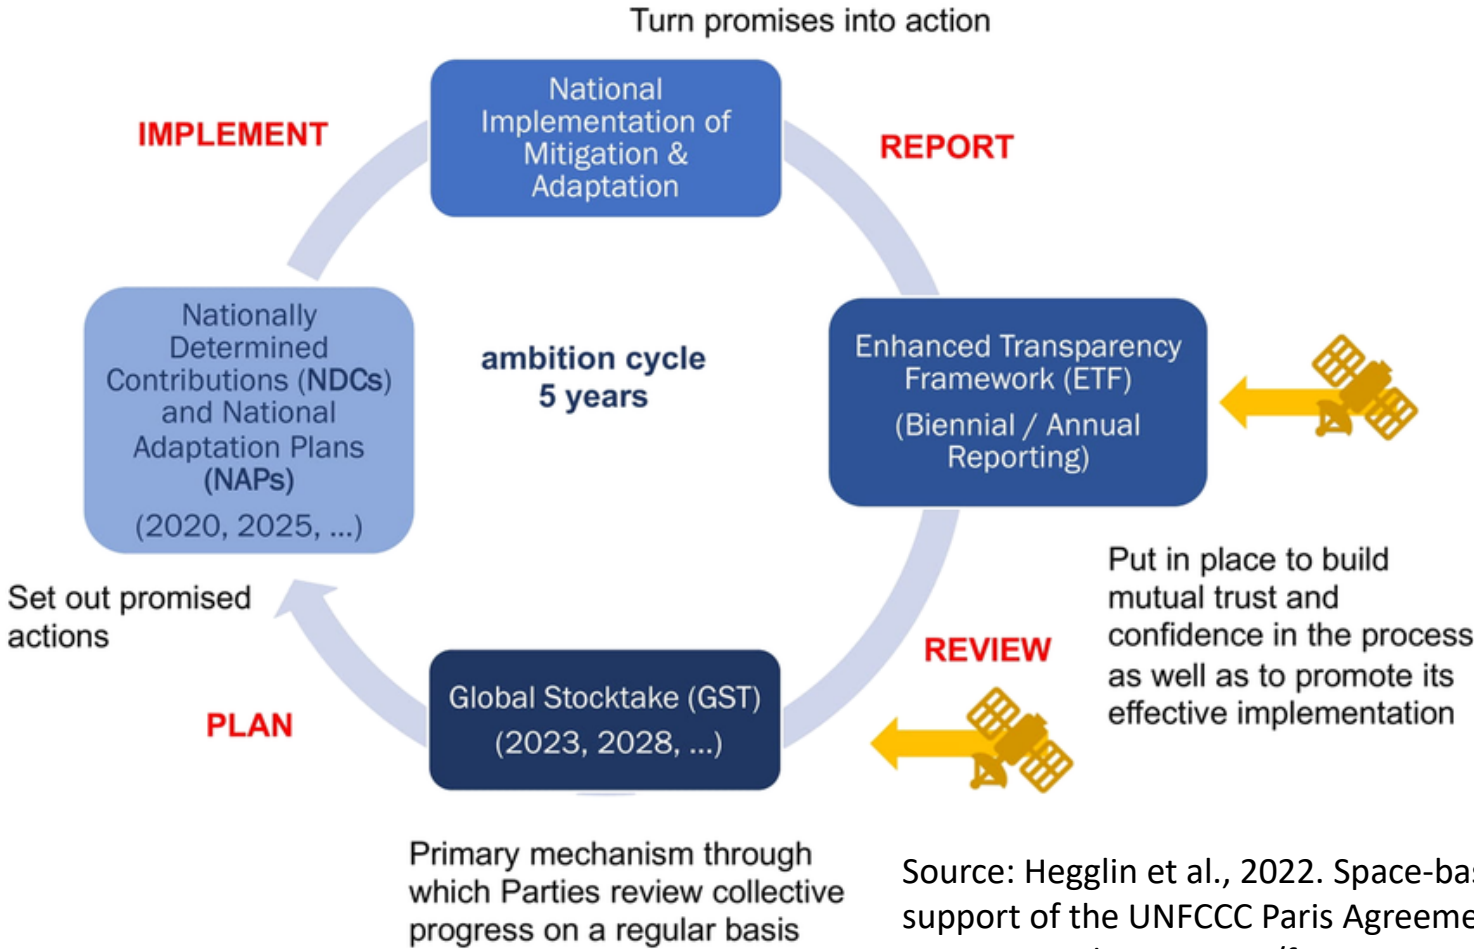 Turn promises into action
National
Implementation of
Mitigation &
Adaptation
IMPLEMENT
REPORT
Nationally
Determined
Contributions (NDCs)
and National
Adaptation Plans
(NAPs)
(2020, 2025, ...)
ambition cycle
5 years
Enhanced Transparency
Framework (ETF)
(Biennial / Annual
Reporting)
Set out promised
actions
Put in place to build
mutual trust and
confidence in the process
as well as to promote its
effective implementation
REVIEW
PLAN
Global Stocktake (GST)
(2023, 2028, ...)
Primary mechanism through
which Parties review collective
progress on a regular basis
Source: Hegglin et al., 2022.
support of the UNFCCC Paris